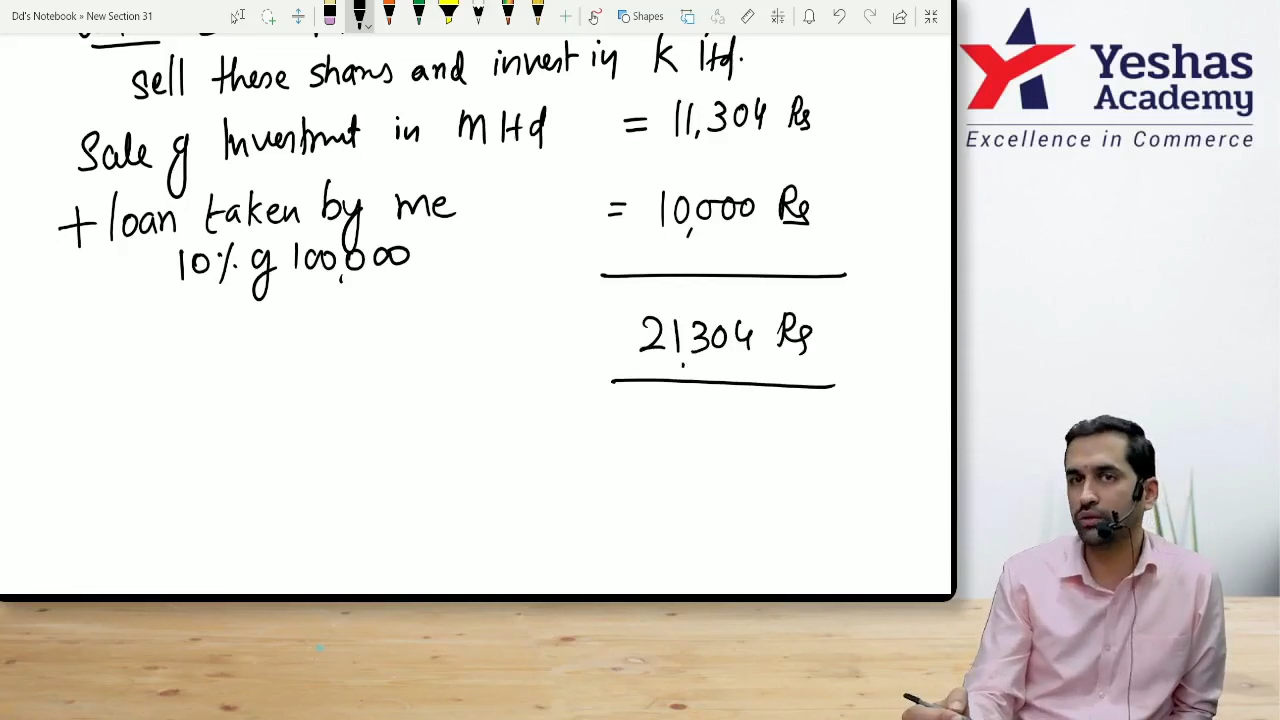 Dd's Notebook » New Section 31
Shapes
sell these shares and invest in K ltd.
Sale of Investment in M Ltd = 11,304 Rs
+ loan taken by me = 10,000 Rs
10% of 100,000
21,304 Rs
Yeshas
Academy
Excellence in Commerce